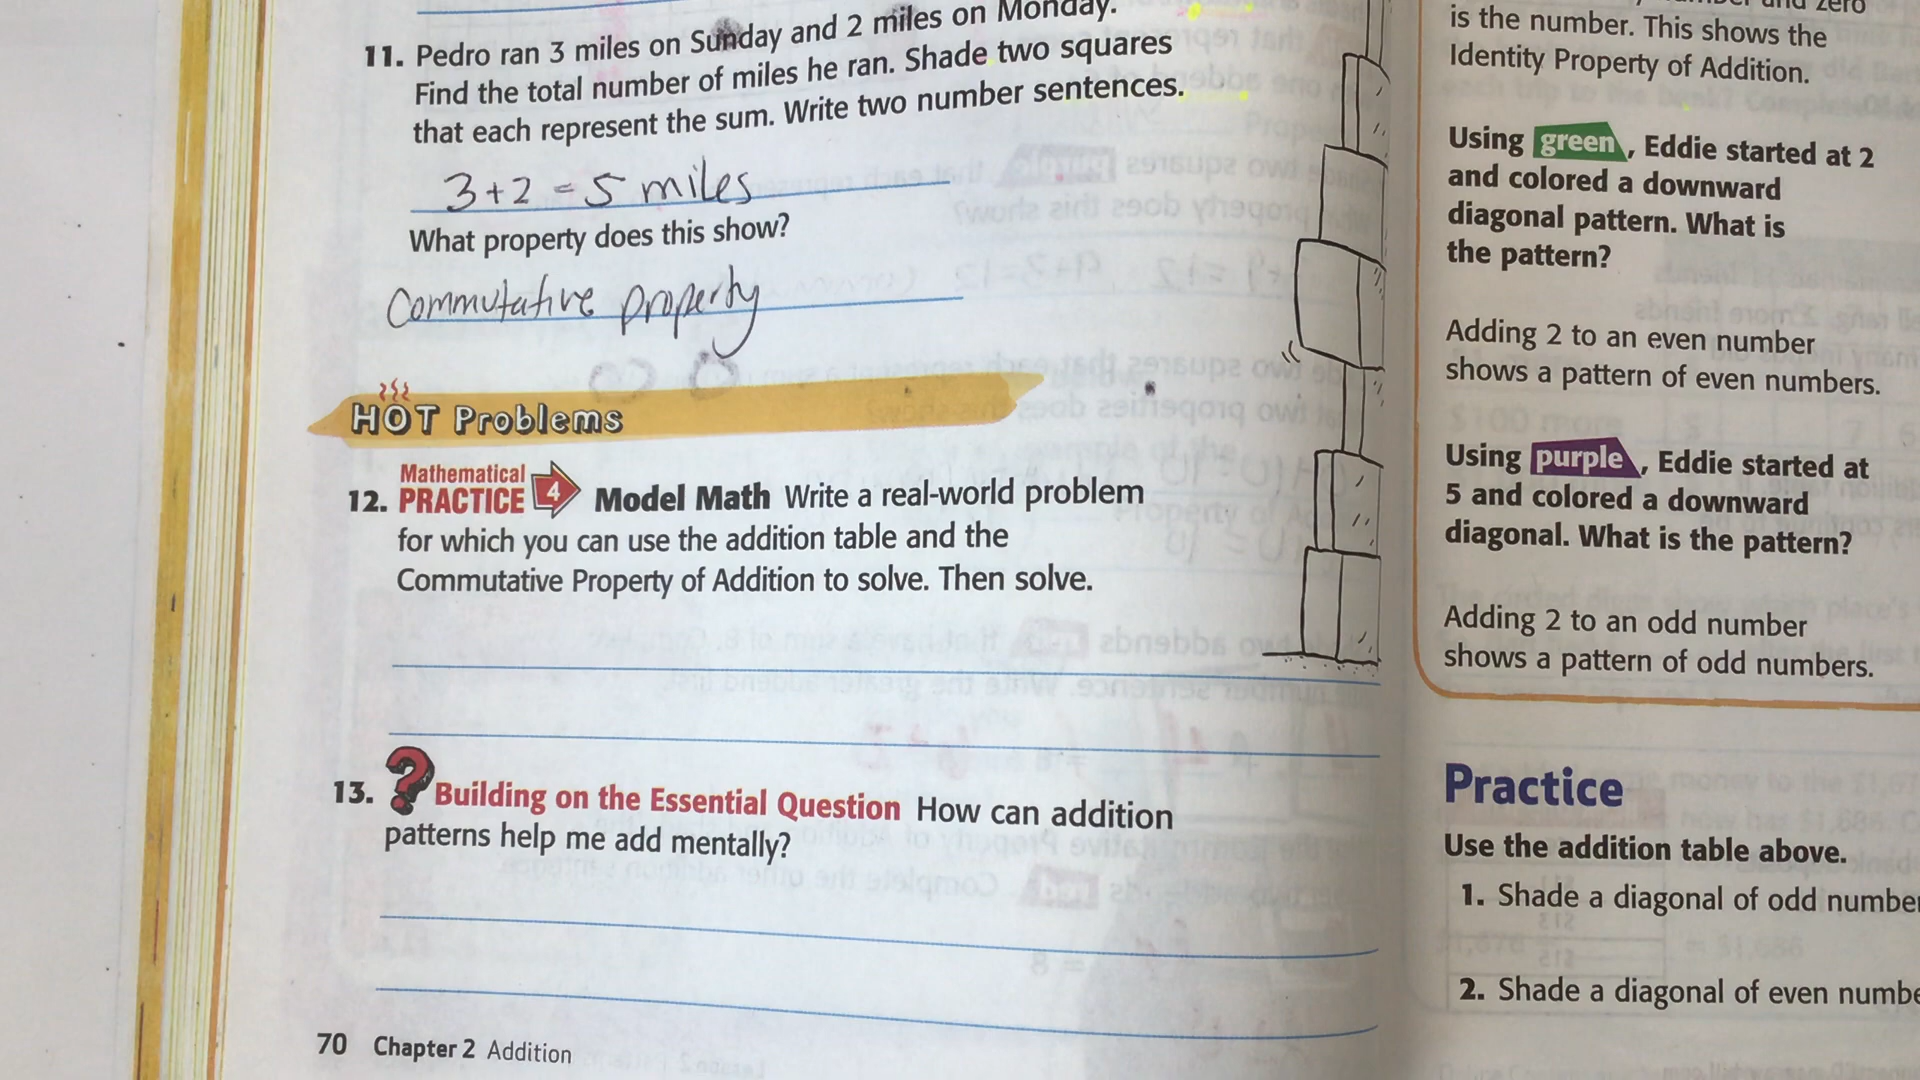 11. Pedro ran 3 miles on Sunday and 2 miles on Monday.
Find the total number of miles he ran. Shade two squares
that each represent the sum. Write two number sentences.
3+2 = 5 miles
What property does this show?
Commutative property
HOT Problems
12. Mathematical PRACTICE 4 Model Math Write a real-world problem
for which you can use the addition table and the
Commutative Property of Addition to solve. Then solve.
13. ? Building on the Essential Question How can addition
patterns help me add mentally?
70 Chapter 2 Addition
zero
is the number. This shows the
Identity Property of Addition.
Using green, Eddie started at 2
and colored a downward
diagonal pattern. What is
the pattern?
Adding 2 to an even number
shows a pattern of even numbers.
Using purple, Eddie started at
5 and colored a downward
diagonal. What is the pattern?
Adding 2 to an odd number
shows a pattern of odd numbers.
Practice
Use the addition table above.
1. Shade a diagonal of odd number
2. Shade a diagonal of even numbe